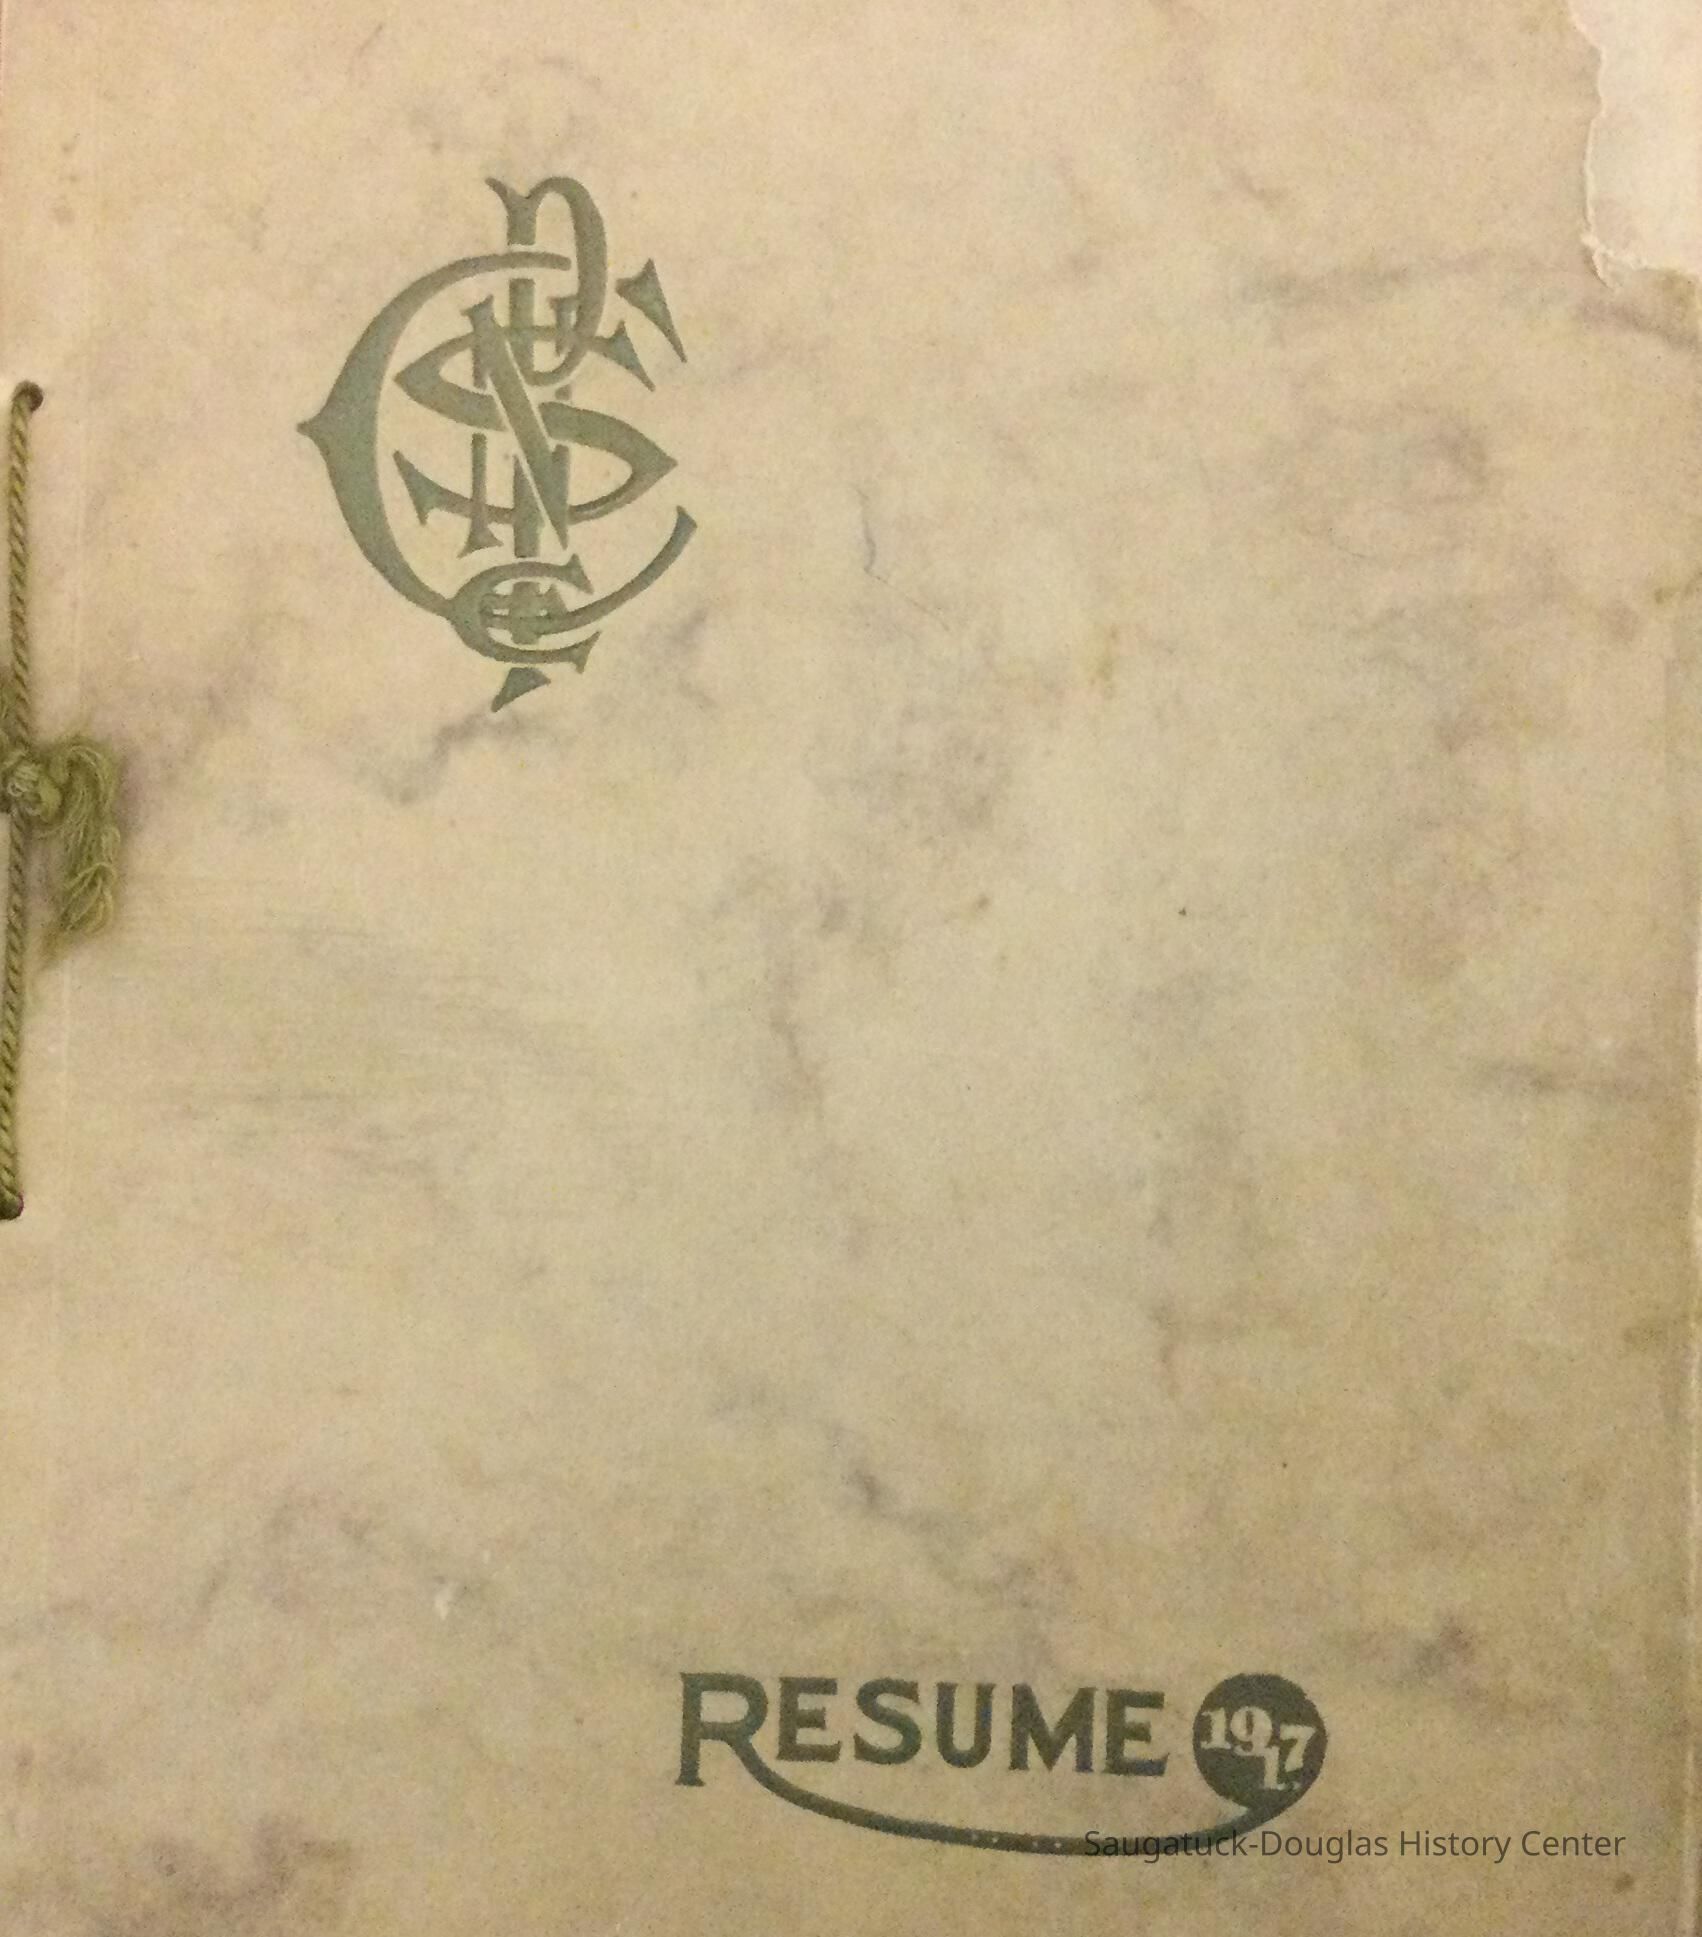 RESUME 1917
Saugatuck-Douglas History Center